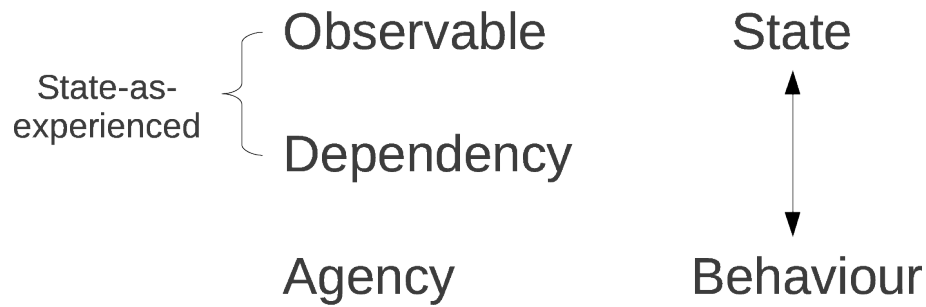 Observable
State
State-as-
experienced
Dependency
Agency
Behaviour